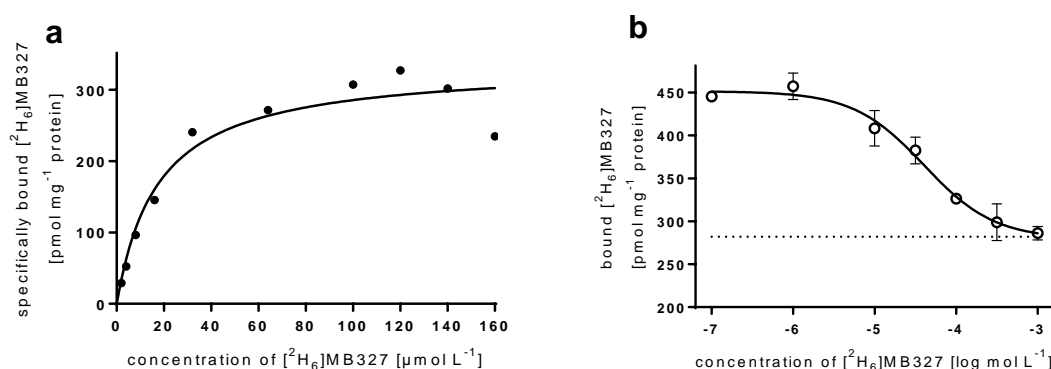 a
specifically bound [²H₆]MB327
[pmol mg⁻¹ protein]
300
200
100
0
0 20 40 60 80 100 120 140 160
concentration of [²H₆]MB327 [µmol L⁻¹]
b
bound [²H₆]MB327
[pmol mg⁻¹ protein]
450
400
350
300
250
200
-7 -6 -5 -4 -3
concentration of [²H₆]MB327 [log mol L⁻¹]